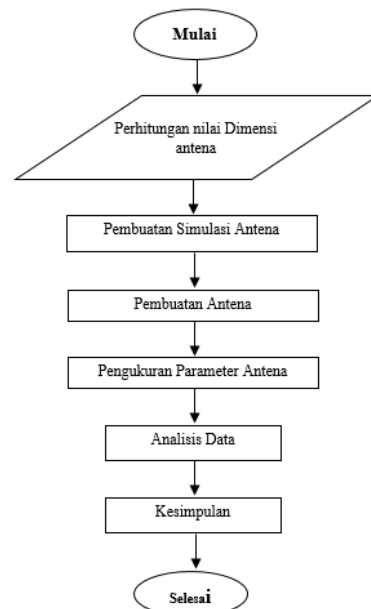 Mulai
Perhitungan nilai Dimensi
antena
Pembuatan Simulasi Antena
Pembuatan Antena
Pengukuran Parameter Antena
Analisis Data
Kesimpulan
Selesai